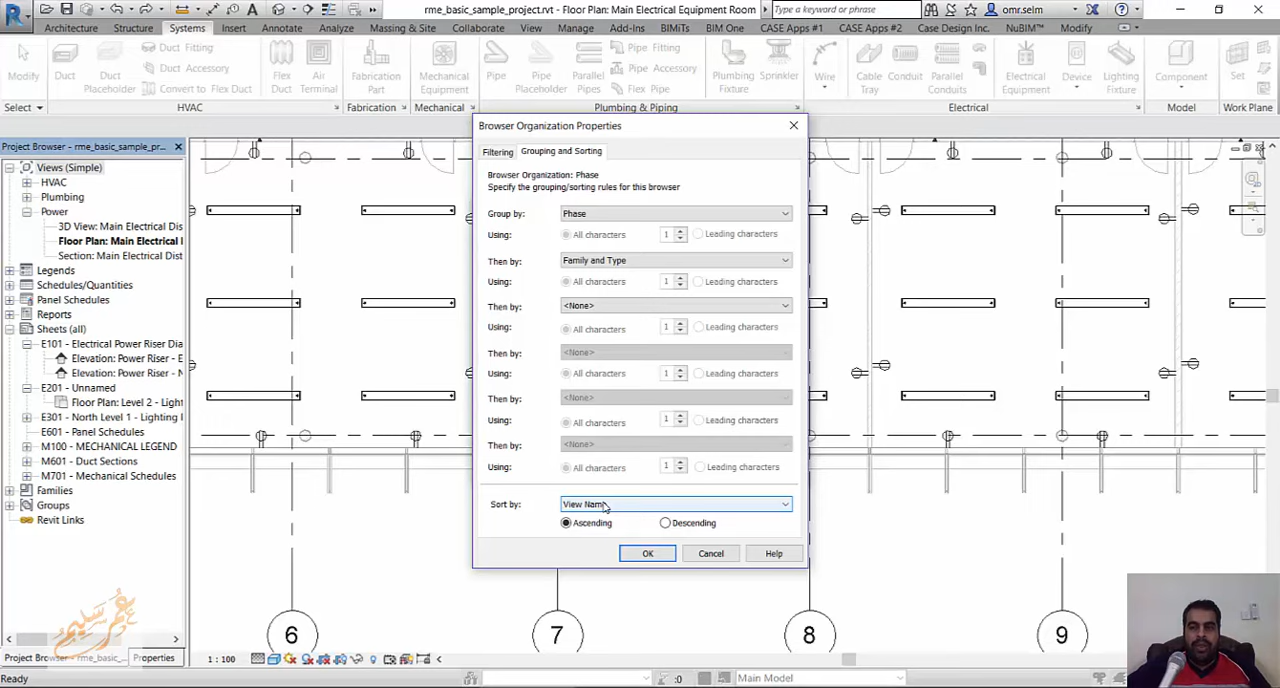 rme_basic_sample_project.rvt - Floor Plan: Main Electrical Equipment Room
Type a keyword or phrase
omr.selm
Architecture Structure Systems Insert Annotate Analyze Massing & Site Collaborate View Manage Add-Ins BiMiTs BIM One CASE Apps #1 CASE Apps #2 Case Design Inc. NuBIM™ Modify
Modify
Duct
Duct Placeholder
Duct Fitting
Duct Accessory
Convert to Flex Duct
Flex Duct
Air Terminal
Fabrication Part
Mechanical Equipment
Pipe
Pipe Placeholder
Parallel Pipes
Pipe Fitting
Pipe Accessory
Flex Pipe
Plumbing Fixture
Sprinkler
Wire
Cable Tray
Conduit
Parallel Conduits
Electrical Equipment
Device
Lighting Fixture
Component
Set
Select HVAC Fabrication Mechanical Plumbing & Piping Electrical Model Work Plane
Project Browser - rme_basic_sample_pr...
Views (Simple)
HVAC
Plumbing
Power
3D View: Main Electrical Dis
Floor Plan: Main Electrical I
Section: Main Electrical Dist
Legends
Schedules/Quantities
Panel Schedules
Reports
Sheets (all)
E101 - Electrical Power Riser Dia
Elevation: Power Riser - E
Elevation: Power Riser - N
E201 - Unnamed
Floor Plan: Level 2 - Light
E301 - North Level 1 - Lighting I
E601 - Panel Schedules
M100 - MECHANICAL LEGEND
M601 - Duct Sections
M701 - Mechanical Schedules
Families
Groups
Revit Links
عمر سليم
Project Browser - rme_basic_... Properties
Browser Organization Properties
Filtering Grouping and Sorting
Browser Organization: Phase
Specify the grouping/sorting rules for this browser
Group by: Phase
Using: All characters 1 Leading characters
Then by: Family and Type
Using: All characters 1 Leading characters
Then by: <None>
Using: All characters 1 Leading characters
Then by: <None>
Using: All characters 1 Leading characters
Then by: <None>
Using: All characters 1 Leading characters
Then by: <None>
Using: All characters 1 Leading characters
Sort by: View Name
Ascending Descending
OK Cancel Help
6 7 8 9
1 : 100
Ready
:0
Main Model